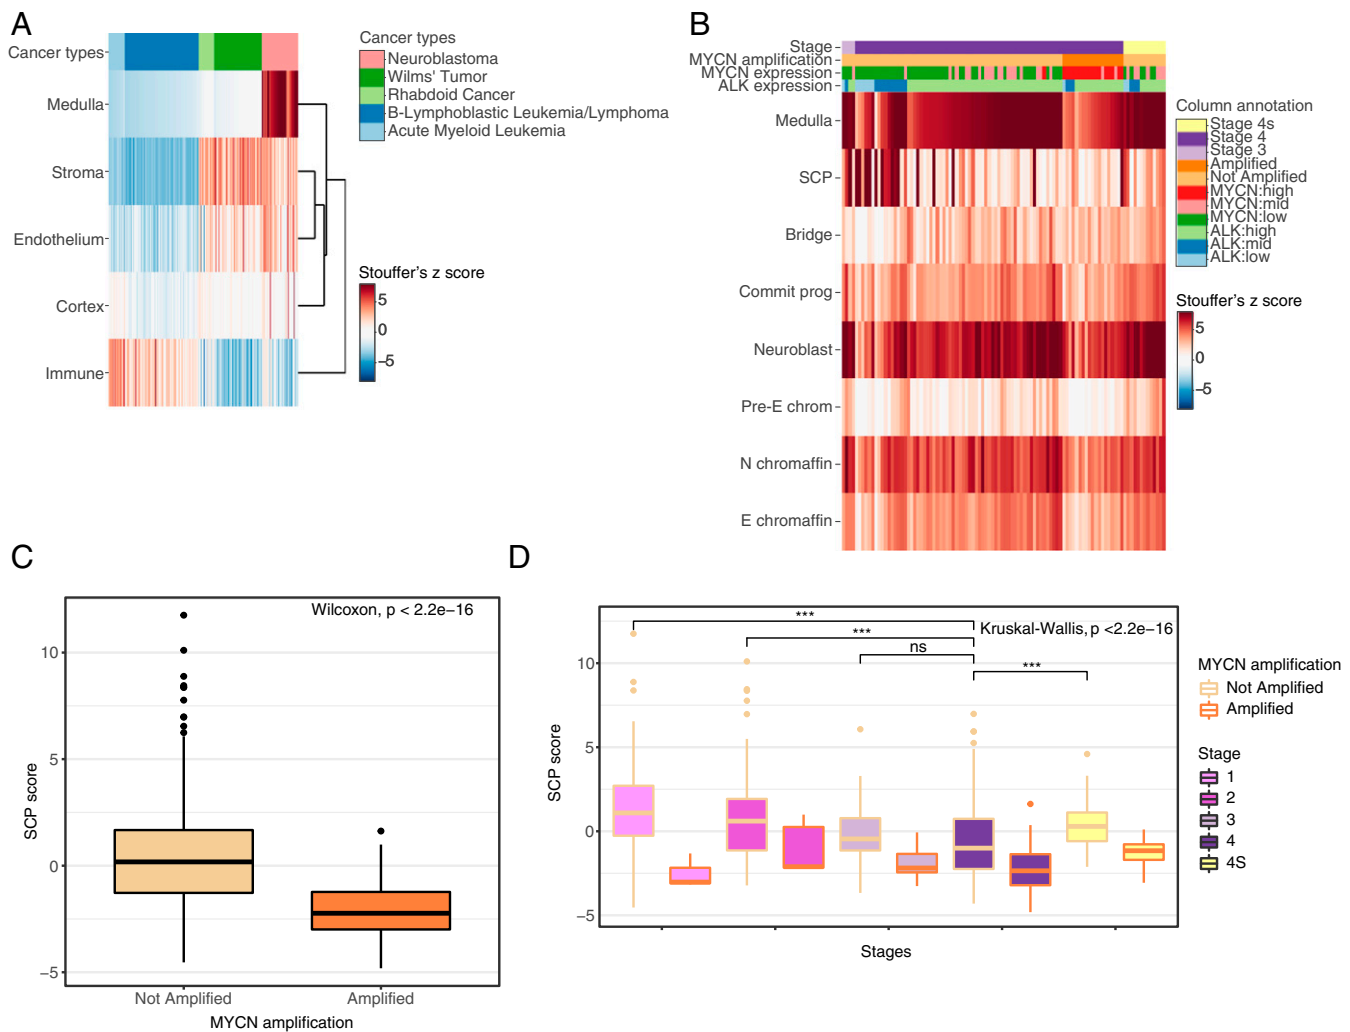 A
Cancer types
Medulla
Stroma
Endothelium
Cortex
Immune
Cancer types
Neuroblastoma
Wilms' Tumor
Rhabdoid Cancer
B-Lymphoblastic Leukemia/Lymphoma
Acute Myeloid Leukemia
Stouffer's z score
5
0
−5
B
Stage
MYCN amplification
MYCN expression
ALK expression
Medulla
SCP
Bridge
Commit prog
Neuroblast
Pre-E chrom
N chromaffin
E chromaffin
Column annotation
Stage 4s
Stage 4
Stage 3
Amplified
Not Amplified
MYCN:high
MYCN:mid
MYCN:low
ALK:high
ALK:mid
ALK:low
Stouffer's z score
5
0
−5
C
Wilcoxon, p < 2.2e−16
SCP score
10
5
0
−5
Not Amplified
Amplified
MYCN amplification
D
***
***
ns
***
Kruskal-Wallis, p <2.2e−16
SCP score
10
5
0
−5
Stages
MYCN amplification
Not Amplified
Amplified
Stage
1
2
3
4
4S